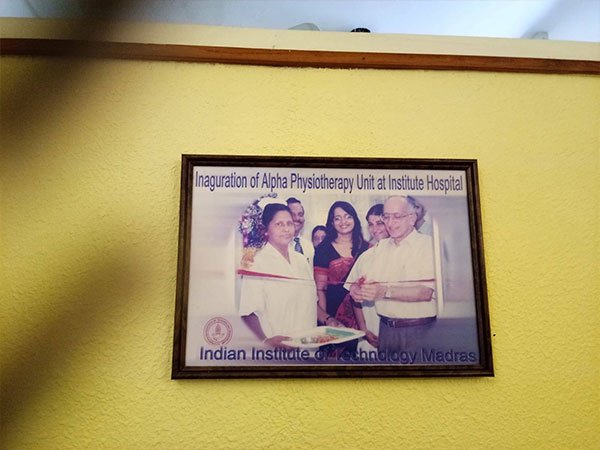 Inaguration of Alpha Physiotherapy Unit at Institute Hospital
Indian Institute of Technology Madras